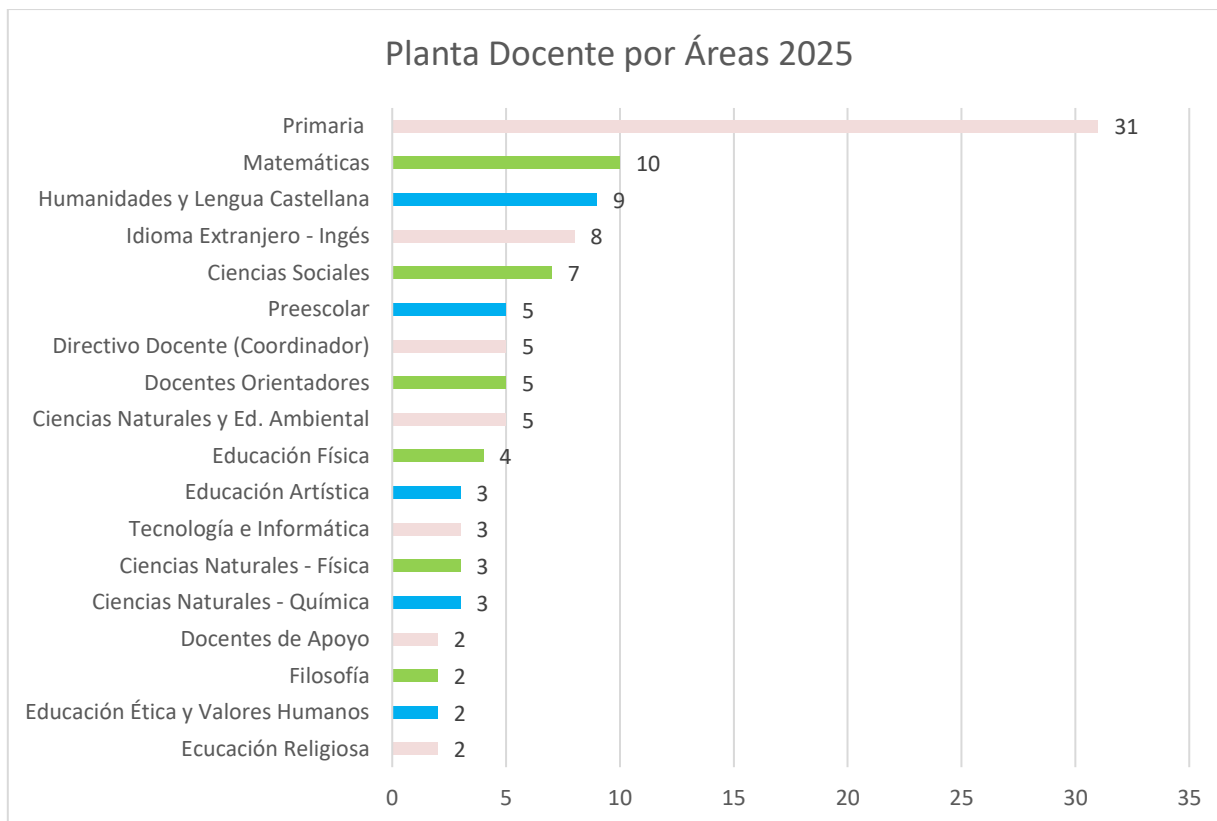 Planta Docente por Áreas 2025
Primaria 31
Matemáticas 10
Humanidades y Lengua Castellana 9
Idioma Extranjero - Ingés 8
Ciencias Sociales 7
Preescolar 5
Directivo Docente (Coordinador) 5
Docentes Orientadores 5
Ciencias Naturales y Ed. Ambiental 5
Educación Física 4
Educación Artística 3
Tecnología e Informática 3
Ciencias Naturales - Física 3
Ciencias Naturales - Química 3
Docentes de Apoyo 2
Filosofía 2
Educación Ética y Valores Humanos 2
Ecucación Religiosa 2
0 5 10 15 20 25 30 35